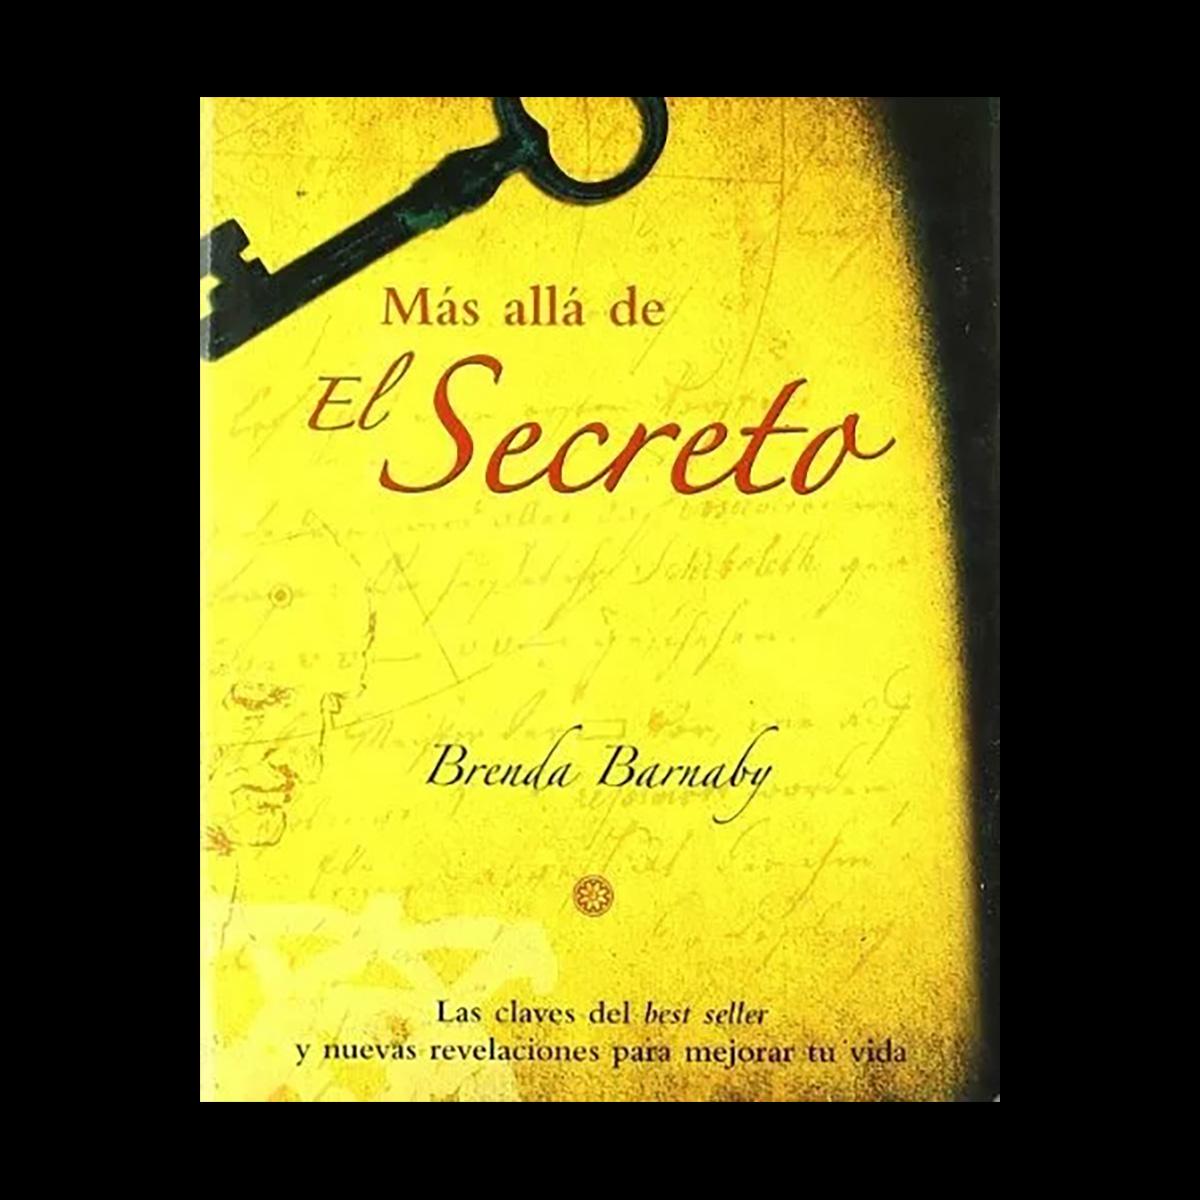 Más allá de
El Secreto
Brenda Barnaby
Las claves del best seller
y nuevas revelaciones para mejorar tu vida